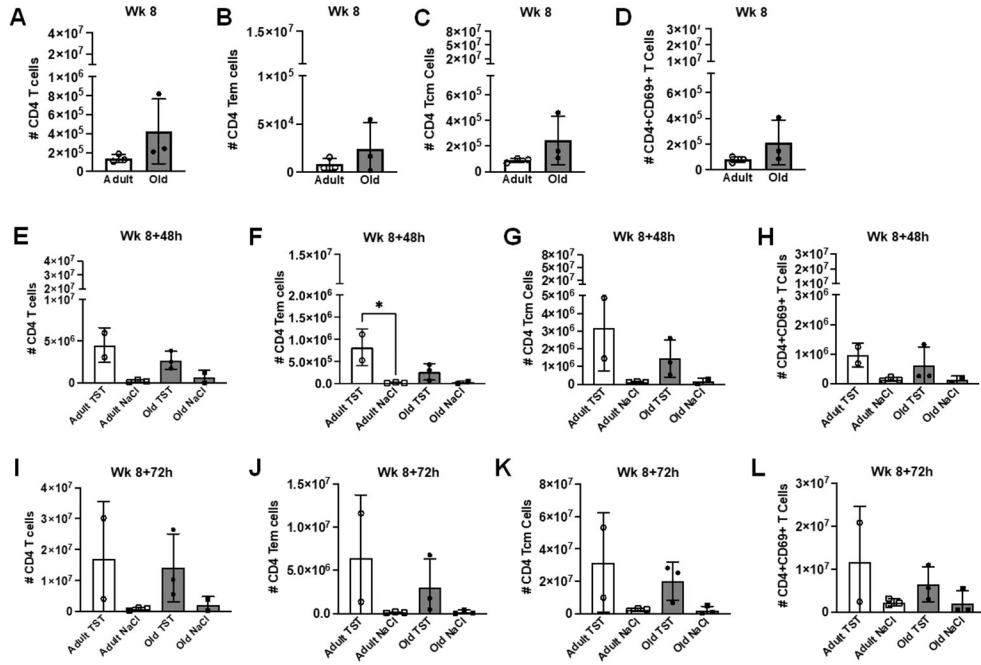 A
Wk 8
# CD4 T cells
4×10⁷
2×10⁷
1×10⁶
8×10⁵
6×10⁵
4×10⁵
2×10⁵
Adult
Old
B
Wk 8
# CD4 Tem cells
1.5×10⁷
1×10⁵
5×10⁴
0
Adult
Old
C
Wk 8
# CD4 Tcm Cells
8×10⁷
7×10⁷
2×10⁷
6×10⁵
4×10⁵
2×10⁵
0
Adult
Old
D
Wk 8
# CD4+CD69+ T Cells
3×10⁷
2×10⁷
8×10⁵
6×10⁵
4×10⁵
2×10⁵
0
Adult
Old
E
Wk 8+48h
# CD4 T cells
4×10⁷
3×10⁷
2×10⁷
1×10⁷
5×10⁶
0
Adult TST
Adult NaCl
Old TST
Old NaCl
F
Wk 8+48h
# CD4 Tem cells
1.5×10⁷
2.0×10⁶
1.5×10⁶
1.0×10⁶
5.0×10⁵
0.0
*
Adult TST
Adult NaCl
Old TST
Old NaCl
G
Wk 8+48h
# CD4 Tcm Cells
8×10⁷
7×10⁷
2×10⁷
5×10⁶
4×10⁶
3×10⁶
2×10⁶
1×10⁶
0
Adult TST
Adult NaCl
Old TST
Old NaCl
H
Wk 8+48h
# CD4+CD69+ T Cells
3×10⁷
2×10⁷
3×10⁶
2×10⁶
1×10⁶
0
Adult TST
Adult NaCl
Old TST
Old NaCl
I
Wk 8+72h
# CD4 T cells
4×10⁷
3×10⁷
2×10⁷
1×10⁷
0
Adult TST
Adult NaCl
Old TST
Old NaCl
J
Wk 8+72h
# CD4 Tem cells
1.5×10⁷
1.0×10⁷
5.0×10⁶
0.0
Adult TST
Adult NaCl
Old TST
Old NaCl
K
Wk 8+72h
# CD4 Tcm Cells
8×10⁷
6×10⁷
4×10⁷
2×10⁷
0
Adult TST
Adult NaCl
Old TST
Old NaCl
L
Wk 8+72h
# CD4+CD69+ T Cells
3×10⁷
2×10⁷
1×10⁷
0
Adult TST
Adult NaCl
Old TST
Old NaCl